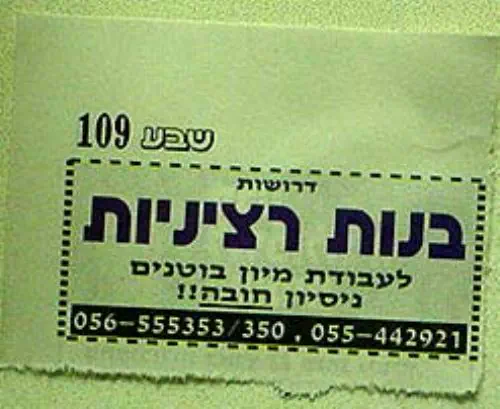 שבע 109
דרושות
בנות רציניות
לעבודת מיון בוטנים
ניסיון חובה!!
056-555353/350 , 055-442921